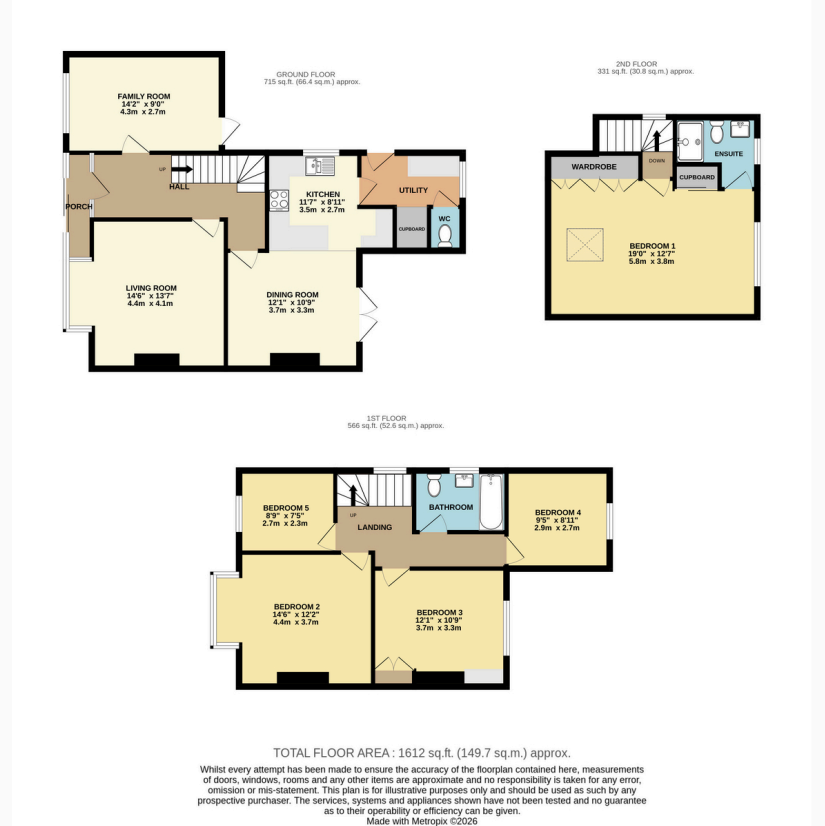 GROUND FLOOR
715 sq.ft. (66.4 sq.m.) approx.
FAMILY ROOM
14'2" x 9'0"
4.3m x 2.7m
UP
HALL
PORCH
KITCHEN
11'7" x 8'11"
3.5m x 2.7m
UTILITY
WC
CUPBOARD
LIVING ROOM
14'6" x 13'7"
4.4m x 4.1m
DINING ROOM
12'1" x 10'9"
3.7m x 3.3m
2ND FLOOR
331 sq.ft. (30.8 sq.m.) approx.
WARDROBE
DOWN
ENSUITE
CUPBOARD
BEDROOM 1
19'0" x 12'7"
5.8m x 3.8m
1ST FLOOR
566 sq.ft. (52.6 sq.m.) approx.
BEDROOM 5
8'9" x 7'5"
2.7m x 2.3m
UP
LANDING
BATHROOM
BEDROOM 4
9'5" x 8'11"
2.9m x 2.7m
BEDROOM 2
14'6" x 12'2"
4.4m x 3.7m
BEDROOM 3
12'1" x 10'9"
3.7m x 3.3m
TOTAL FLOOR AREA : 1612 sq.ft. (149.7 sq.m.) approx.
Whilst every attempt has been made to ensure the accuracy of the floorplan contained here, measurements
of doors, windows, rooms and any other items are approximate and no responsibility is taken for any error,
omission or mis-statement. This plan is for illustrative purposes only and should be used as such by any
prospective purchaser. The services, systems and appliances shown have not been tested and no guarantee
as to their operability or efficiency can be given.
Made with Metropix ©2026